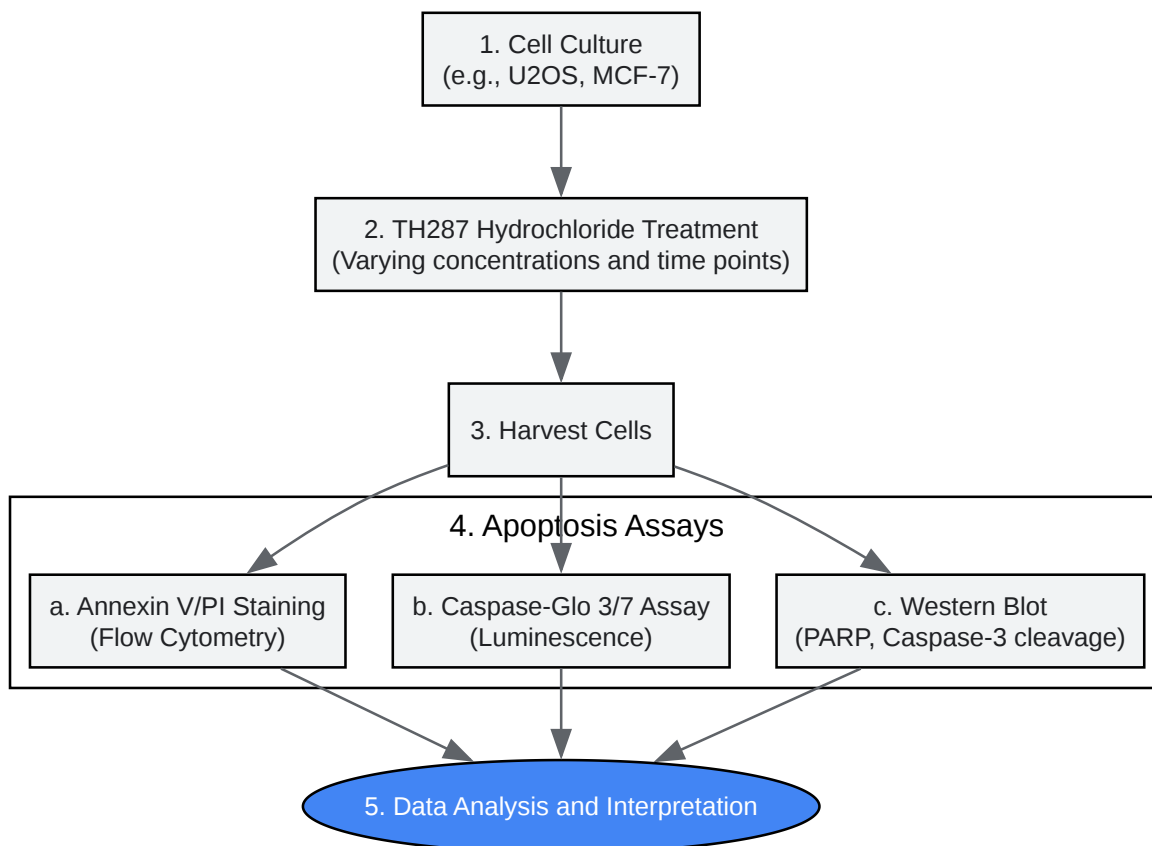 1. Cell Culture
(e.g., U2OS, MCF-7)
2. TH287 Hydrochloride Treatment
(Varying concentrations and time points)
3. Harvest Cells
4. Apoptosis Assays
a. Annexin V/PI Staining
(Flow Cytometry)
b. Caspase-Glo 3/7 Assay
(Luminescence)
c. Western Blot
(PARP, Caspase-3 cleavage)
5. Data Analysis and Interpretation